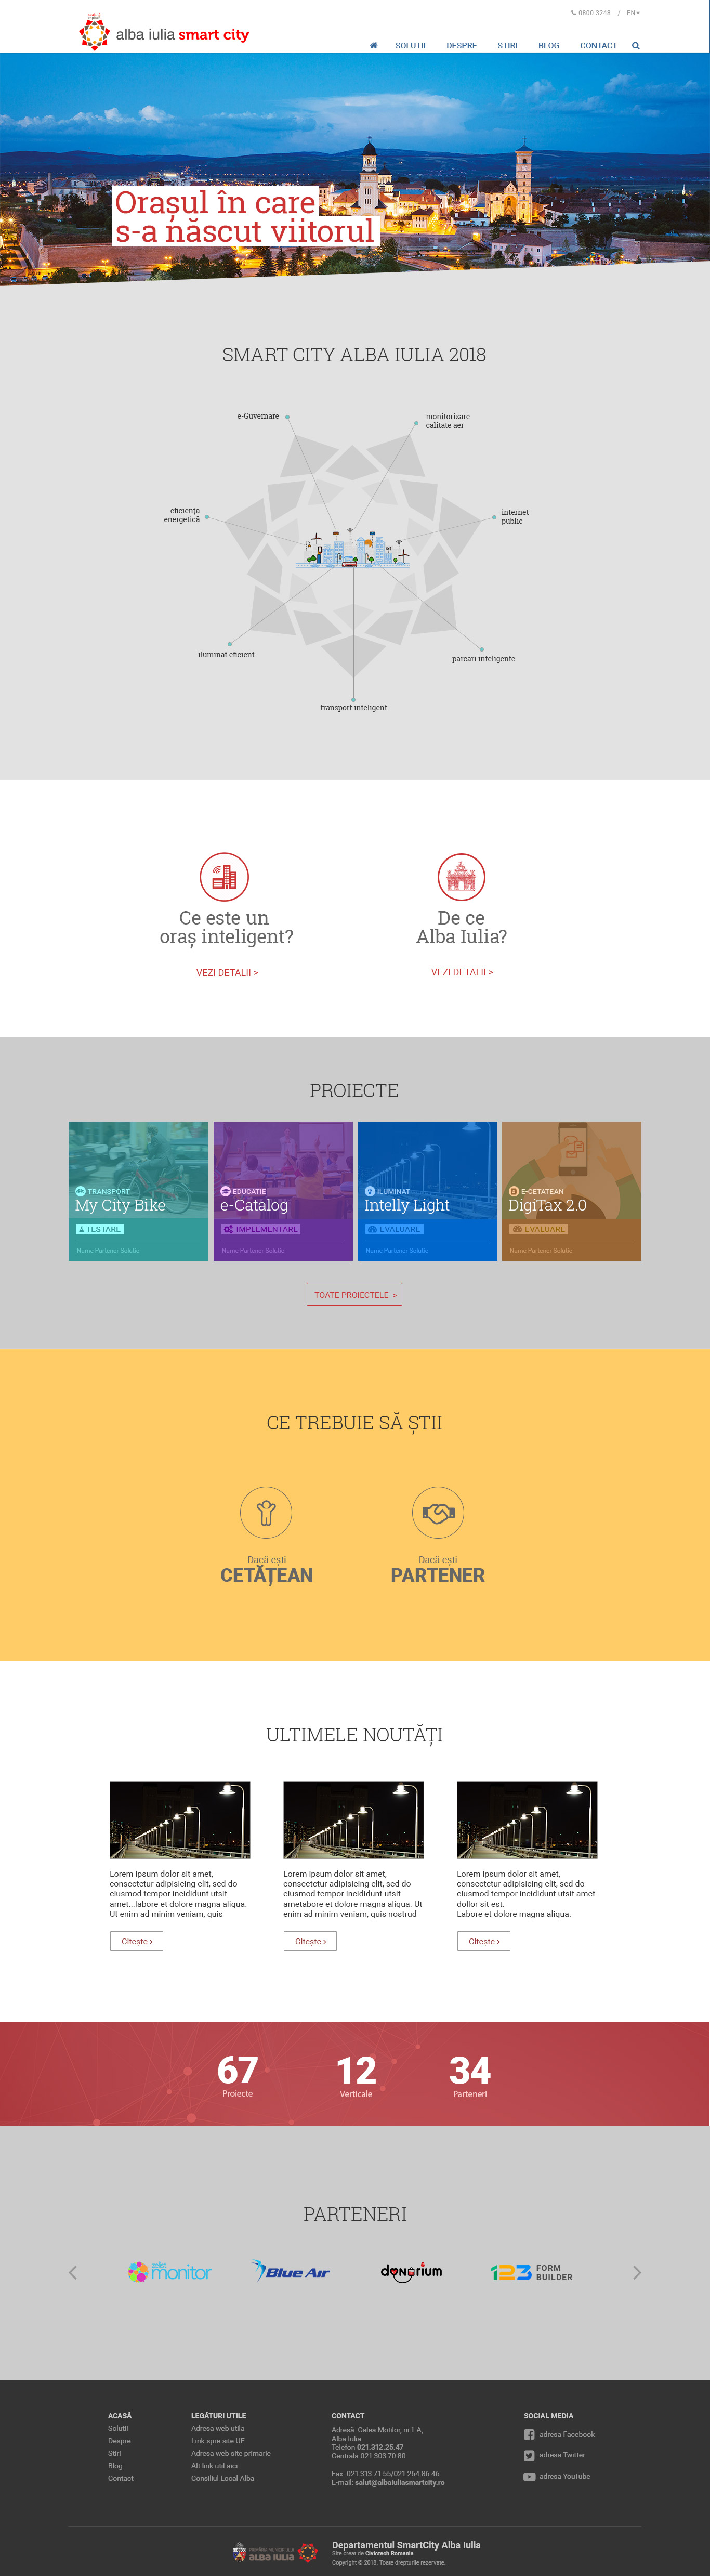 0800 3248 / EN
alba iulia smart city
SOLUTII DESPRE STIRI BLOG CONTACT
Orașul în care
s-a născut viitorul
SMART CITY ALBA IULIA 2018
e-Guvernare
monitorizare
calitate aer
eficiență
energetică
internet
public
iluminat eficient
parcari inteligente
transport inteligent
Ce este un
oraș inteligent?
VEZI DETALII >
De ce
Alba Iulia?
VEZI DETALII >
PROIECTE
TRANSPORT
My City Bike
TESTARE
Nume Partener Solutie
EDUCATIE
e-Catalog
IMPLEMENTARE
Nume Partener Solutie
ILUMINAT
Intelly Light
EVALUARE
Nume Partener Solutie
E-CETATEAN
DigiTax 2.0
EVALUARE
Nume Partener Solutie
TOATE PROIECTELE >
CE TREBUIE SĂ ȘTII
Dacă ești
CETĂȚEAN
Dacă ești
PARTENER
ULTIMELE NOUTĂȚI
Lorem ipsum dolor sit amet,
consectetur adipisicing elit, sed do
eiusmod tempor incididunt utsit
amet...labore et dolore magna aliqua.
Ut enim ad minim veniam, quis
Citește >
Lorem ipsum dolor sit amet,
consectetur adipisicing elit, sed do
eiusmod tempor incididunt utsit
ametabore et dolore magna aliqua. Ut
enim ad minim veniam, quis nostrud
Citește >
Lorem ipsum dolor sit amet,
consectetur adipisicing elit, sed do
eiusmod tempor incididunt utsit amet
dollor sit est.
Labore et dolore magna aliqua.
Citește >
67
Proiecte
12
Verticale
34
Parteneri
PARTENERI
monitor
Blue Air
donorium
123 FORM
BUILDER
ACASĂ
Solutii
Despre
Stiri
Blog
Contact
LEGĂTURI UTILE
Adresa web utila
Link spre site UE
Adresa web site primarie
Alt link util aici
Consiliul Local Alba
CONTACT
Adresă: Calea Motilor, nr.1 A,
Alba Iulia
Telefon 021.312.25.47
Centrala 021.303.70.80
Fax: 021.313.71.55/021.264.86.46
E-mail: salut@albaiuliasmartcity.ro
SOCIAL MEDIA
adresa Facebook
adresa Twitter
adresa YouTube
ALBA IULIA
Departamentul SmartCity Alba Iulia
Site creat de Civictech Romania
Copyright © 2018. Toate drepturile rezervate.